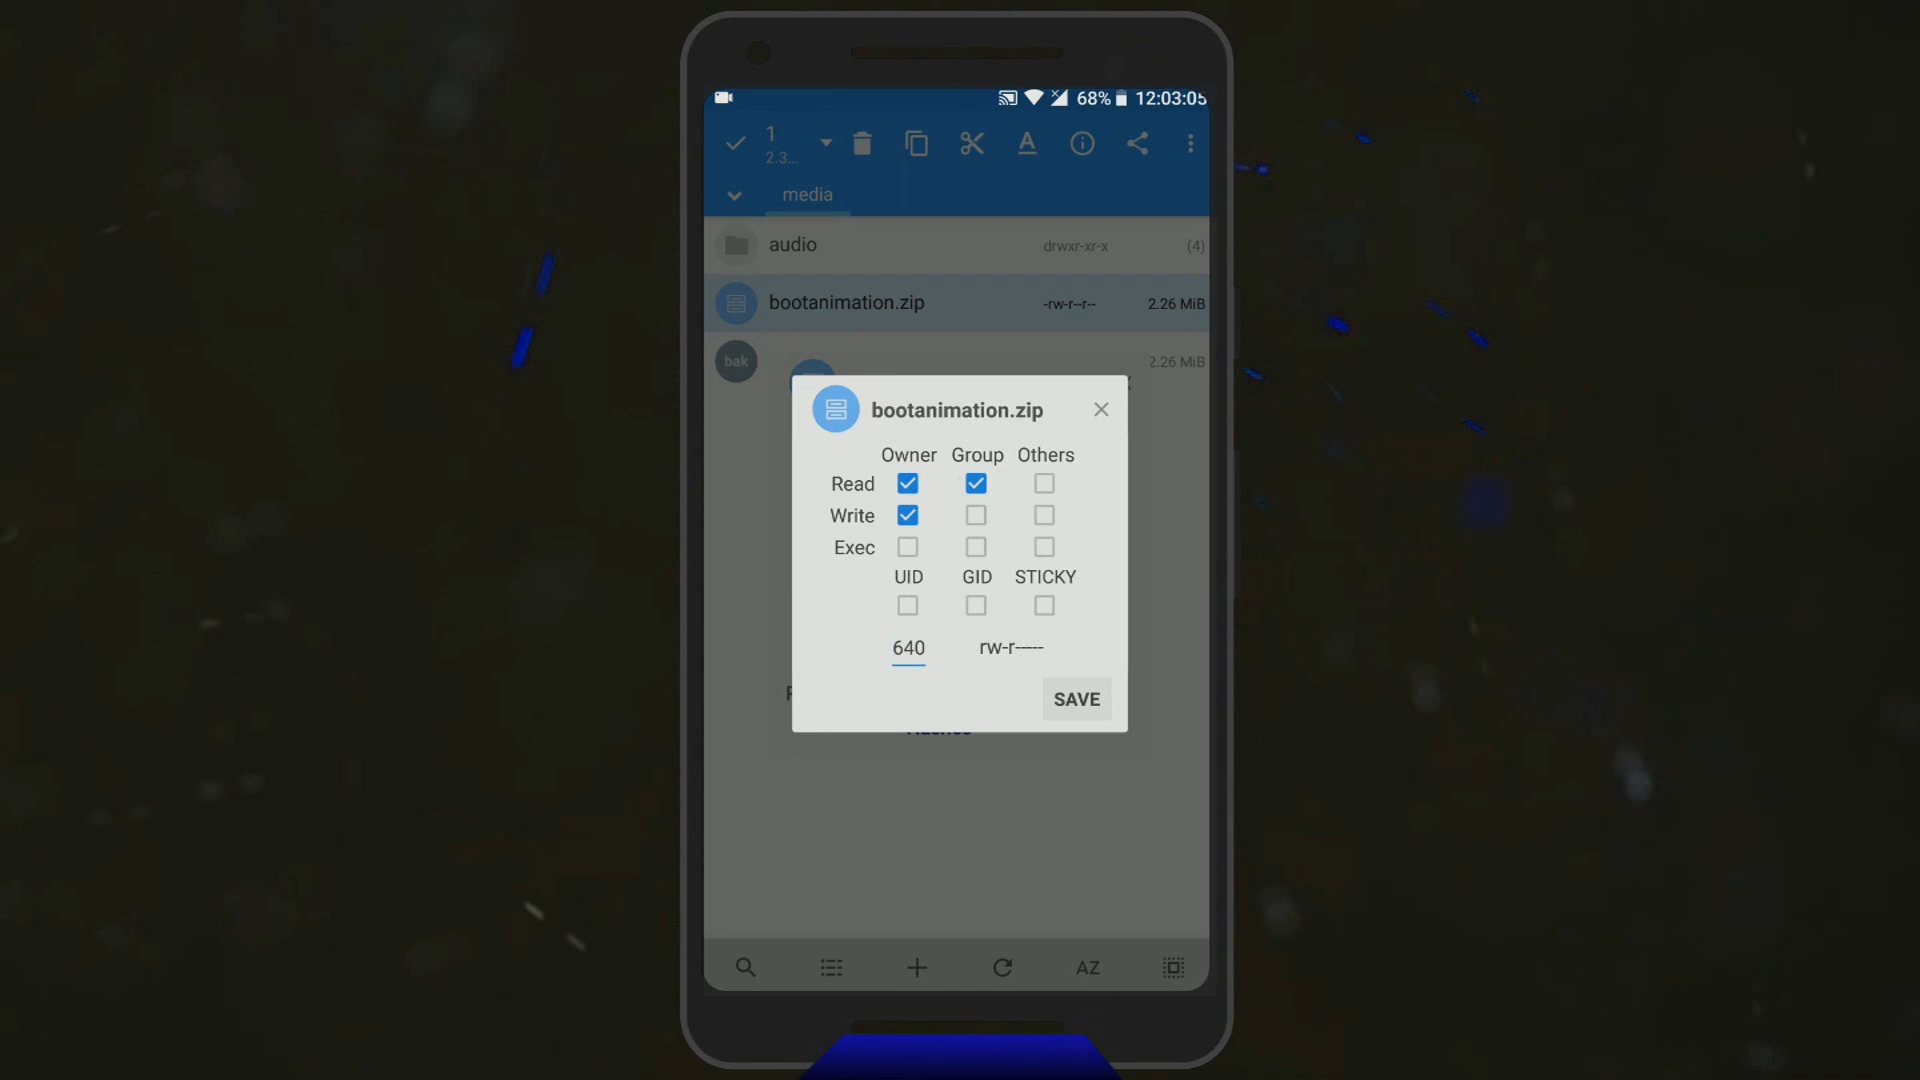 68% 12:03:05
1
2.3...
A
media
audio drwxr-xr-x (4)
bootanimation.zip -rw-r--r-- 2.26 MiB
bak 2.26 MiB
bootanimation.zip
Owner Group Others
Read
Write
Exec
UID GID STICKY
640 rw-r-----
SAVE
AZ